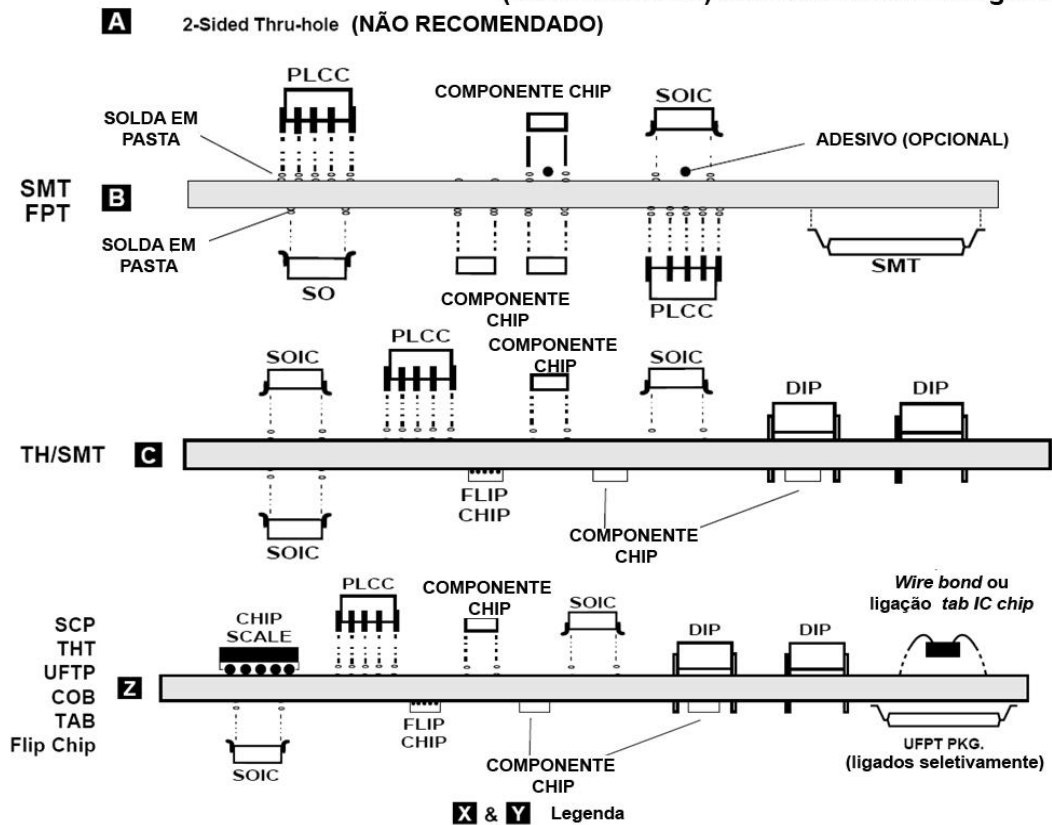 A 2-Sided Thru-hole (NÃO RECOMENDADO)
PLCC
COMPONENTE CHIP
SOIC
SOLDA EM
PASTA
ADESIVO (OPCIONAL)
SMT
FPT
B
SOLDA EM
PASTA
SO
COMPONENTE
CHIP
PLCC
SMT
SOIC
PLCC
COMPONENTE
CHIP
SOIC
DIP
DIP
TH/SMT
C
FLIP
CHIP
COMPONENTE
CHIP
SOIC
Wire bond ou
ligação tab IC chip
SCP
THT
UFTP
COB
TAB
Flip Chip
CHIP
SCALE
PLCC
COMPONENTE
CHIP
SOIC
DIP
DIP
Z
SOIC
FLIP
CHIP
COMPONENTE
CHIP
UFPT PKG.
(ligados seletivamente)
X & Y Legenda